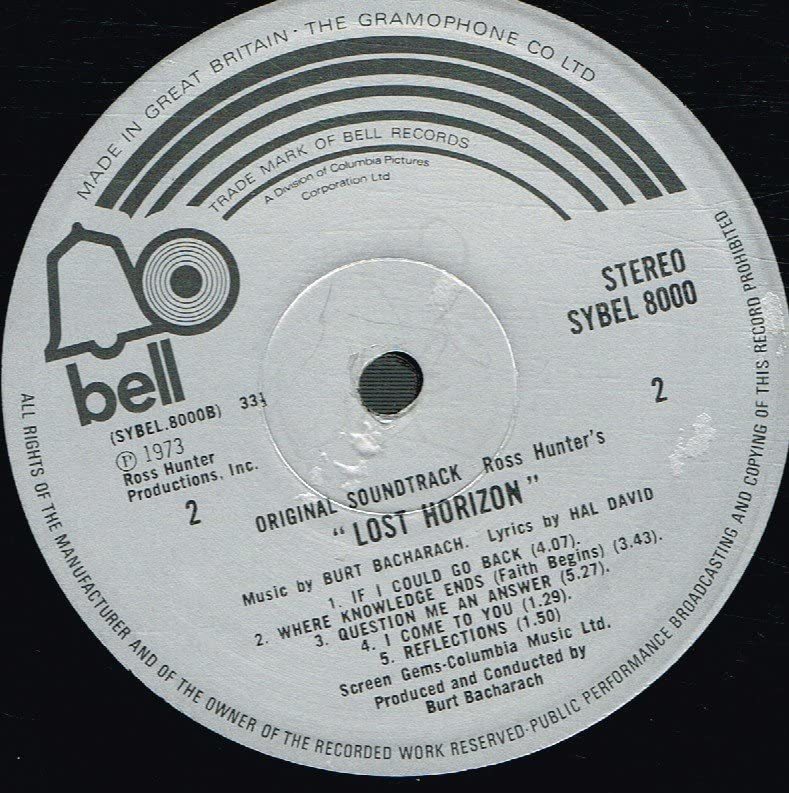 MADE IN GREAT BRITAIN · THE GRAMOPHONE CO LTD
TRADE MARK OF BELL RECORDS
A Division of Columbia Pictures
Corporation Ltd
bell
STEREO
SYBEL 8000
(SYBEL.8000B) 33⅓
Ⓟ 1973
Ross Hunter
Productions, Inc.
2
2
ORIGINAL SOUNDTRACK Ross Hunter's
"LOST HORIZON"
Music by BURT BACHARACH. Lyrics by HAL DAVID
1. IF I COULD GO BACK (4.07).
2. WHERE KNOWLEDGE ENDS (Faith Begins) (3.43).
3. QUESTION ME AN ANSWER (5.27).
4. I COME TO YOU (1.29).
5. REFLECTIONS (1.50)
Screen Gems-Columbia Music Ltd.
Produced and Conducted by
Burt Bacharach
ALL RIGHTS OF THE MANUFACTURER AND OF THE OWNER OF THE RECORDED WORK RESERVED·PUBLIC PERFORMANCE BROADCASTING AND COPYING OF THIS RECORD PROHIBITED